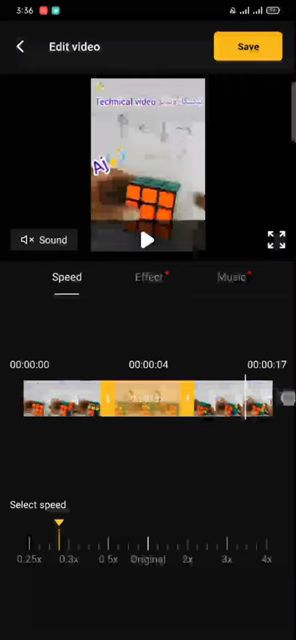 3:36
Edit video
Save
Technical video
Aj
Sound
Speed
Effect
Music
00:00:00
00:00:04
00:00:17
Select speed
0.25x
0.3x
0.5x
Original
2x
3x
4x